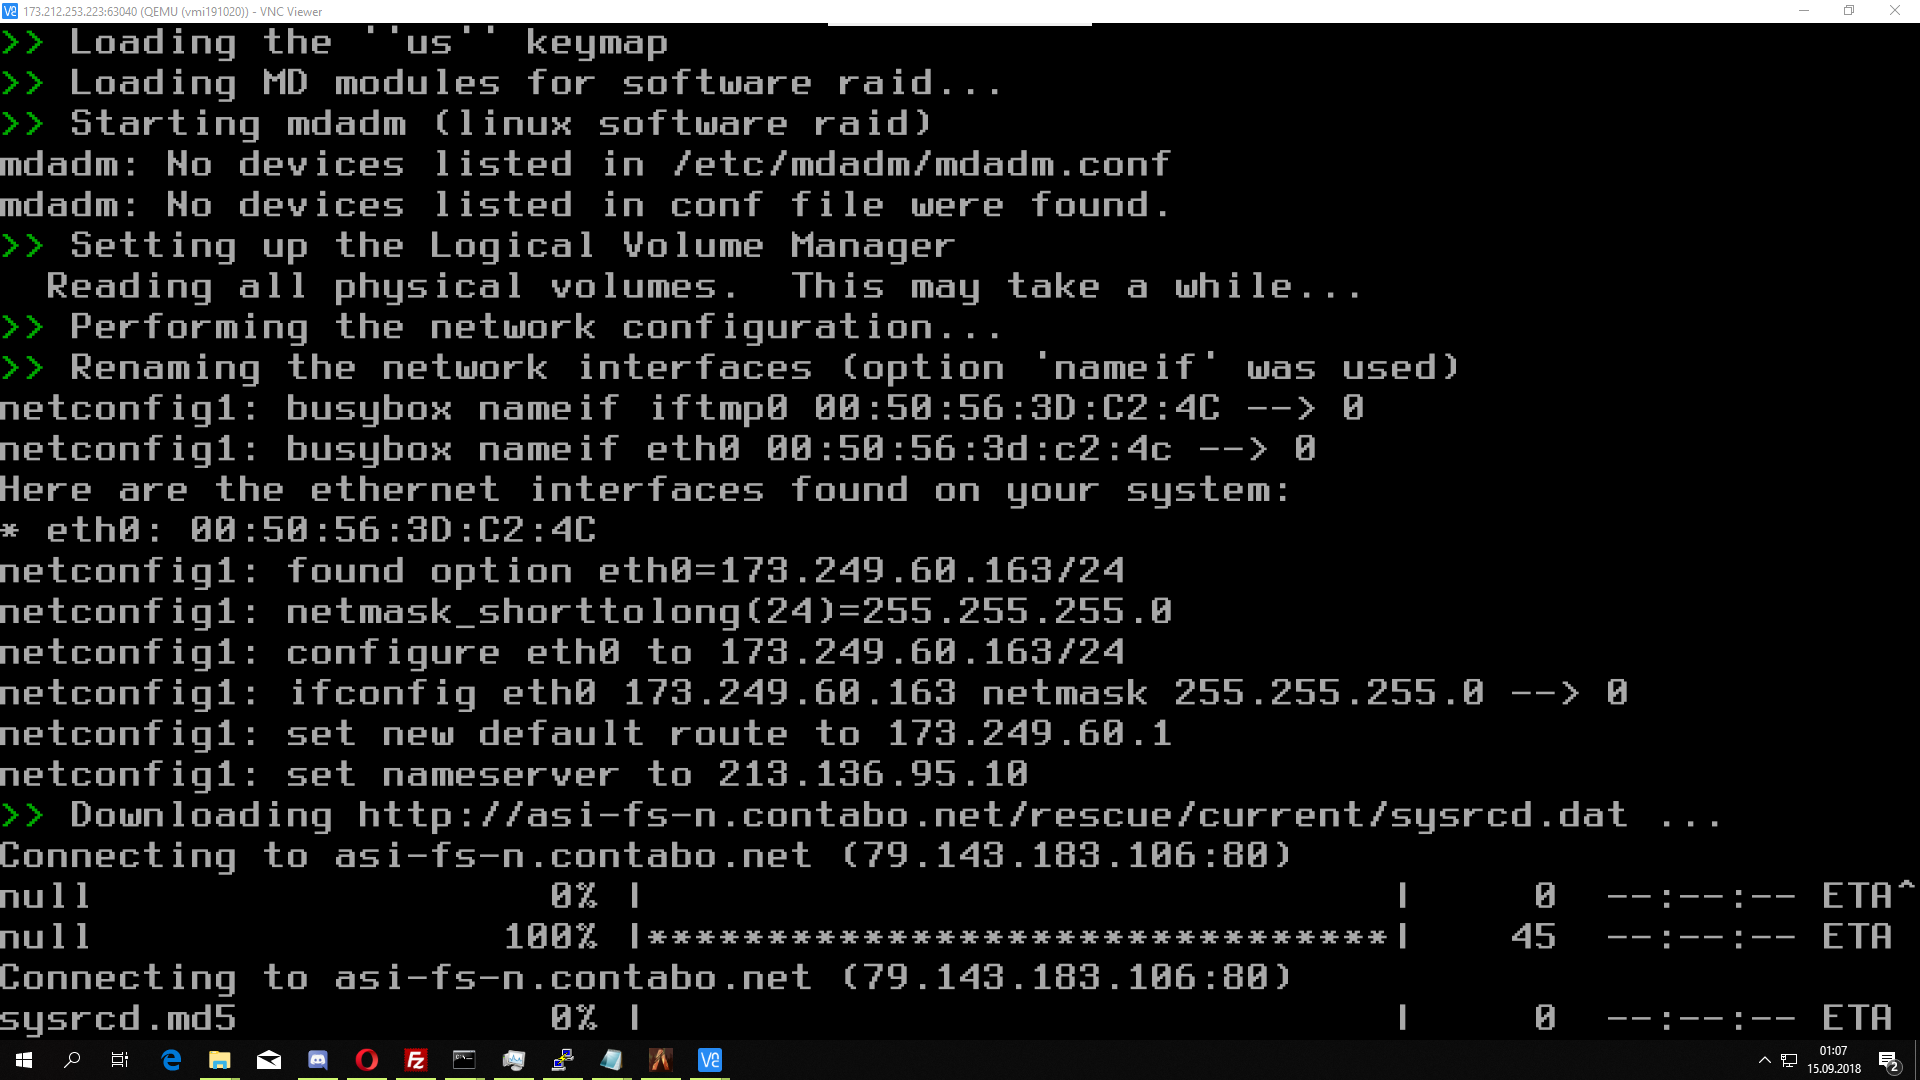 173.212.253.223:63040 (QEMU (vmi191020)) - VNC Viewer
>> Loading the ``us'' keymap
>> Loading MD modules for software raid...
>> Starting mdadm (linux software raid)
mdadm: No devices listed in /etc/mdadm/mdadm.conf
mdadm: No devices listed in conf file were found.
>> Setting up the Logical Volume Manager
  Reading all physical volumes.  This may take a while...
>> Performing the network configuration...
>> Renaming the network interfaces (option 'nameif' was used)
netconfig1: busybox nameif iftmp0 00:50:56:3D:C2:4C --> 0
netconfig1: busybox nameif eth0 00:50:56:3d:c2:4c --> 0
Here are the ethernet interfaces found on your system:
* eth0: 00:50:56:3D:C2:4C
netconfig1: found option eth0=173.249.60.163/24
netconfig1: netmask_shorttolong(24)=255.255.255.0
netconfig1: configure eth0 to 173.249.60.163/24
netconfig1: ifconfig eth0 173.249.60.163 netmask 255.255.255.0 --> 0
netconfig1: set new default route to 173.249.60.1
netconfig1: set nameserver to 213.136.95.10
>> Downloading http://asi-fs-n.contabo.net/rescue/current/sysrcd.dat ...
Connecting to asi-fs-n.contabo.net (79.143.183.106:80)
null                   0% |                                |     0  --:--:-- ETA^
null                 100% |*******************************|    45  --:--:-- ETA
Connecting to asi-fs-n.contabo.net (79.143.183.106:80)
sysrcd.md5             0% |                                |     0  --:--:-- ETA
01:07
15.09.2018
2